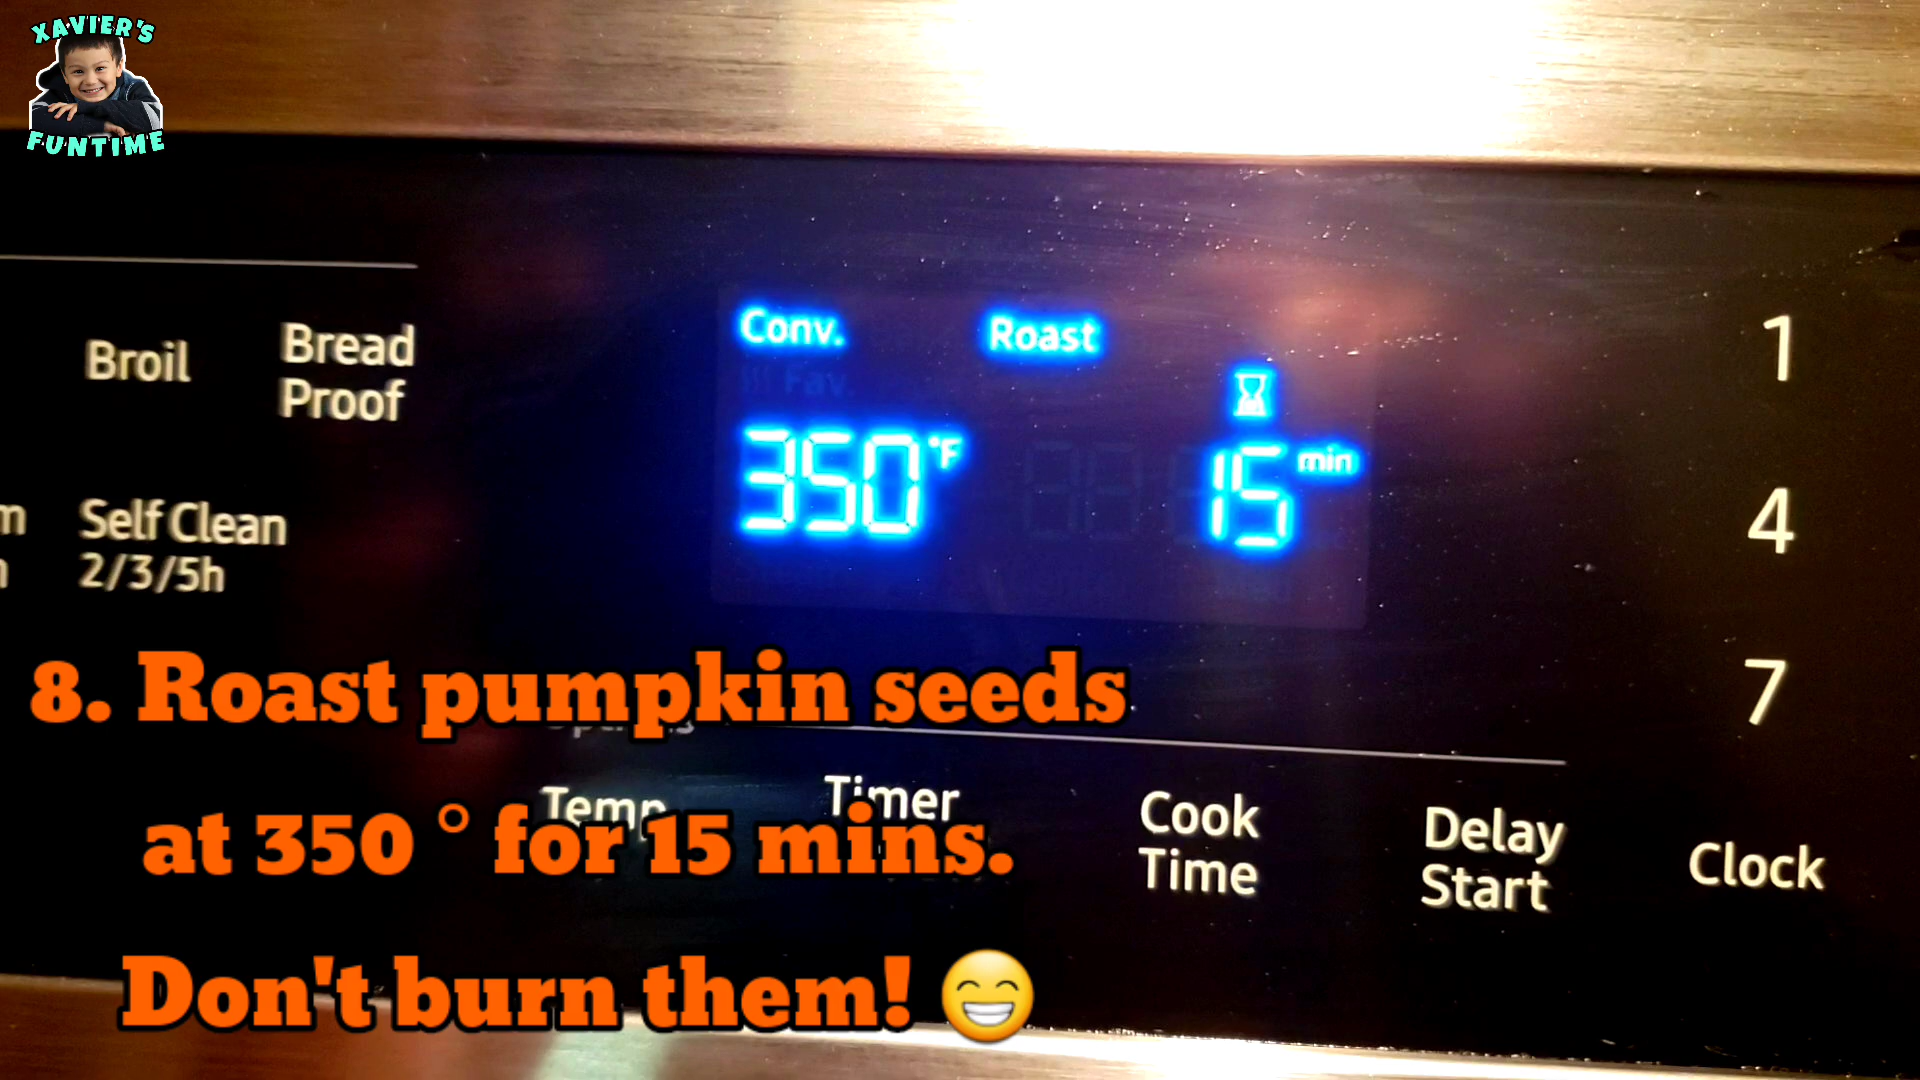 XAVIER'S
FUNTIME
Conv.
Roast
Fav.
Broil
Bread
Proof
350 °F
15 min
Self Clean
2/3/5h
1
4
7
8. Roast pumpkin seeds
at 350 ° for 15 mins.
Don't burn them! 😁
Temp
Timer
Cook
Time
Delay
Start
Clock